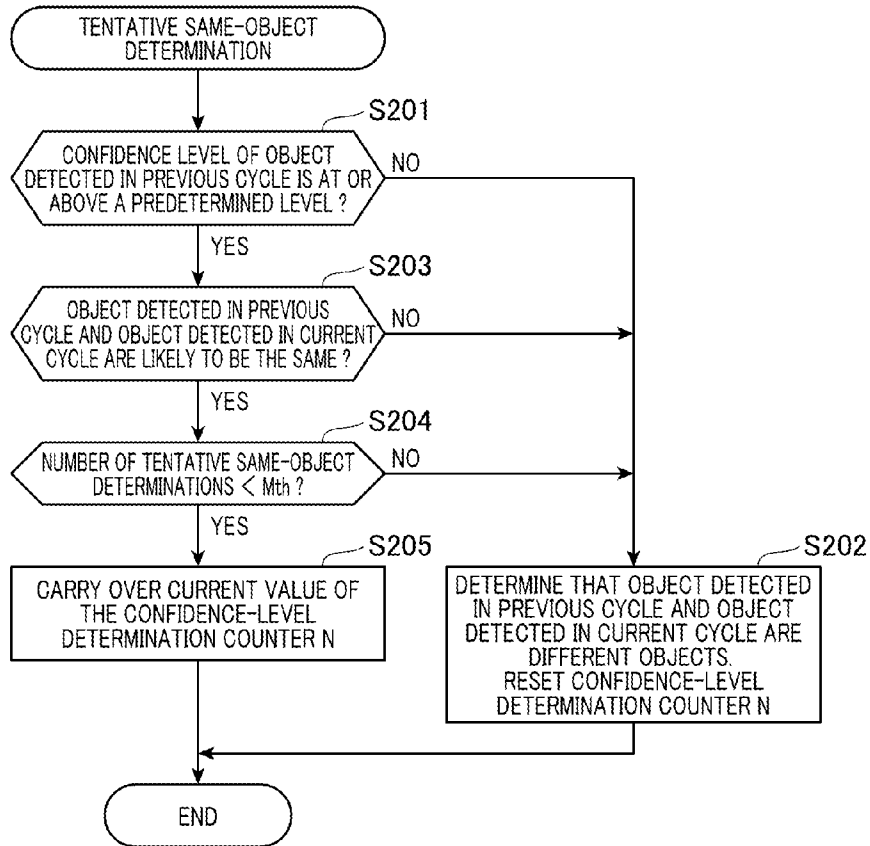 TENTATIVE SAME-OBJECT
DETERMINATION
S201
CONFIDENCE LEVEL OF OBJECT
DETECTED IN PREVIOUS CYCLE IS AT OR
ABOVE A PREDETERMINED LEVEL ?
NO
YES
S203
OBJECT DETECTED IN PREVIOUS
CYCLE AND OBJECT DETECTED IN CURRENT
CYCLE ARE LIKELY TO BE THE SAME ?
NO
YES
S204
NUMBER OF TENTATIVE SAME-OBJECT
DETERMINATIONS < Mth ?
NO
YES
S205
CARRY OVER CURRENT VALUE OF
THE CONFIDENCE-LEVEL
DETERMINATION COUNTER N
S202
DETERMINE THAT OBJECT DETECTED
IN PREVIOUS CYCLE AND OBJECT
DETECTED IN CURRENT CYCLE ARE
DIFFERENT OBJECTS.
RESET CONFIDENCE-LEVEL
DETERMINATION COUNTER N
END